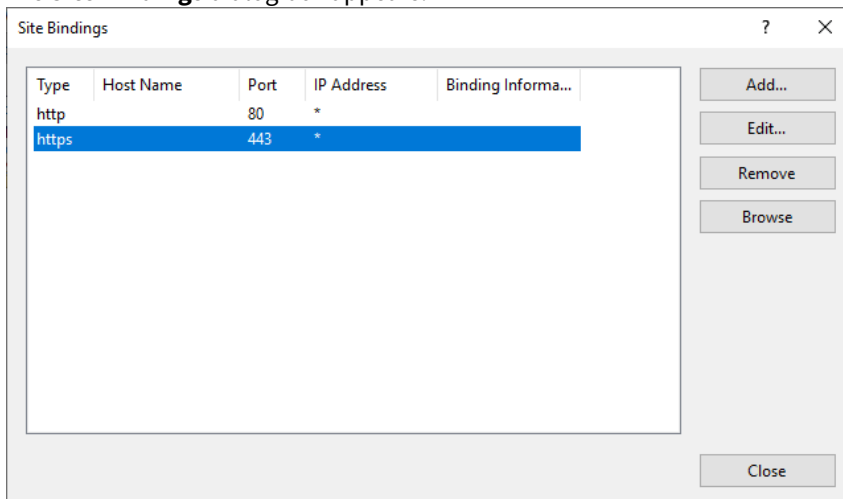 Site Bindings ?
Type Host Name Port IP Address Binding Informa...
http 80 *
https 443 *
Add...
Edit...
Remove
Browse
Close